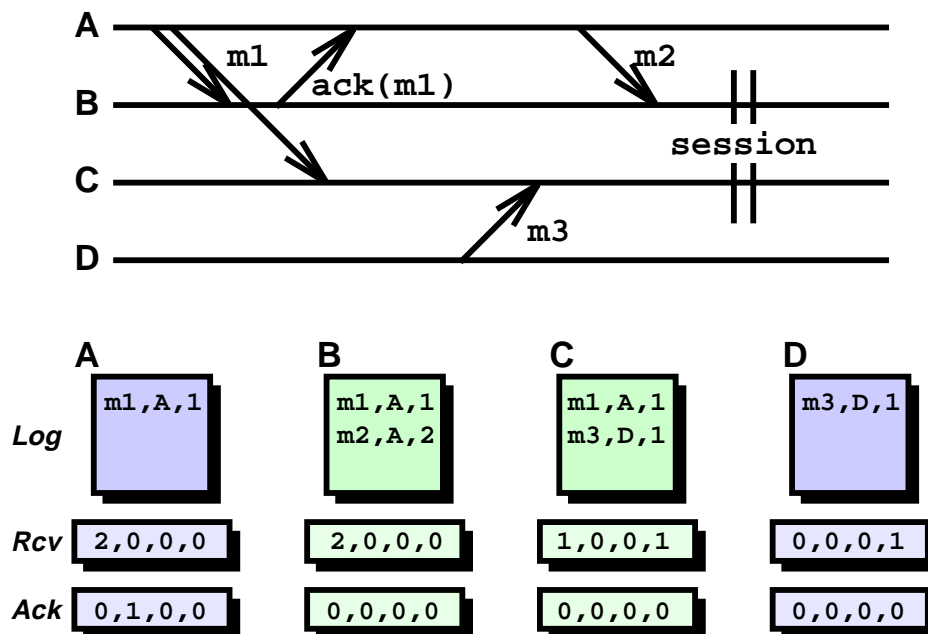 A
m1
m2
ack(m1)
B
session
C
m3
D
A B C D
Log
m1,A,1
m1,A,1
m2,A,2
m1,A,1
m3,D,1
m3,D,1
Rcv 2,0,0,0 2,0,0,0 1,0,0,1 0,0,0,1
Ack 0,1,0,0 0,0,0,0 0,0,0,0 0,0,0,0